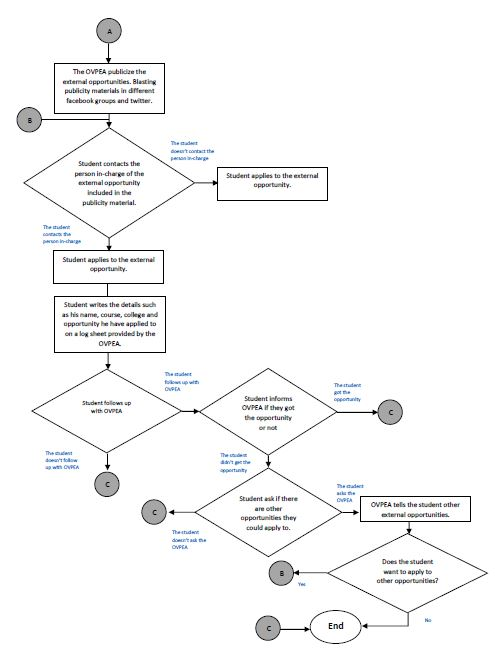 A
The OVPEA publicize the
external opportunities. Blasting
publicity materials in different
facebook groups and twitter.
B
The student
doesn't contact the
person in-charge
Student contacts the
person in-charge of the
external opportunity
included in the
publicity material.
Student applies to the external
opportunity.
The student
contacts the
person in-charge
Student applies to the external
opportunity.
Student writes the details such
as his name, course, college and
opportunity he have applied to
on a log sheet provided by the
OVPEA.
The student
follows up with
OVPEA
Student follows up
with OVPEA
Student informs
OVPEA if they got
the opportunity
or not
The student
got the
opportunity
C
The student
doesn't follow
up with OVPEA
C
The student
didn't get the
opportunity
Student ask if there
are other
opportunities they
could apply to.
The student
asks the
OVPEA
C
The student
doesn't ask the
OVPEA
OVPEA tells the student other
external opportunities.
Does the student
want to apply to
other opportunities?
B
Yes
No
C
End